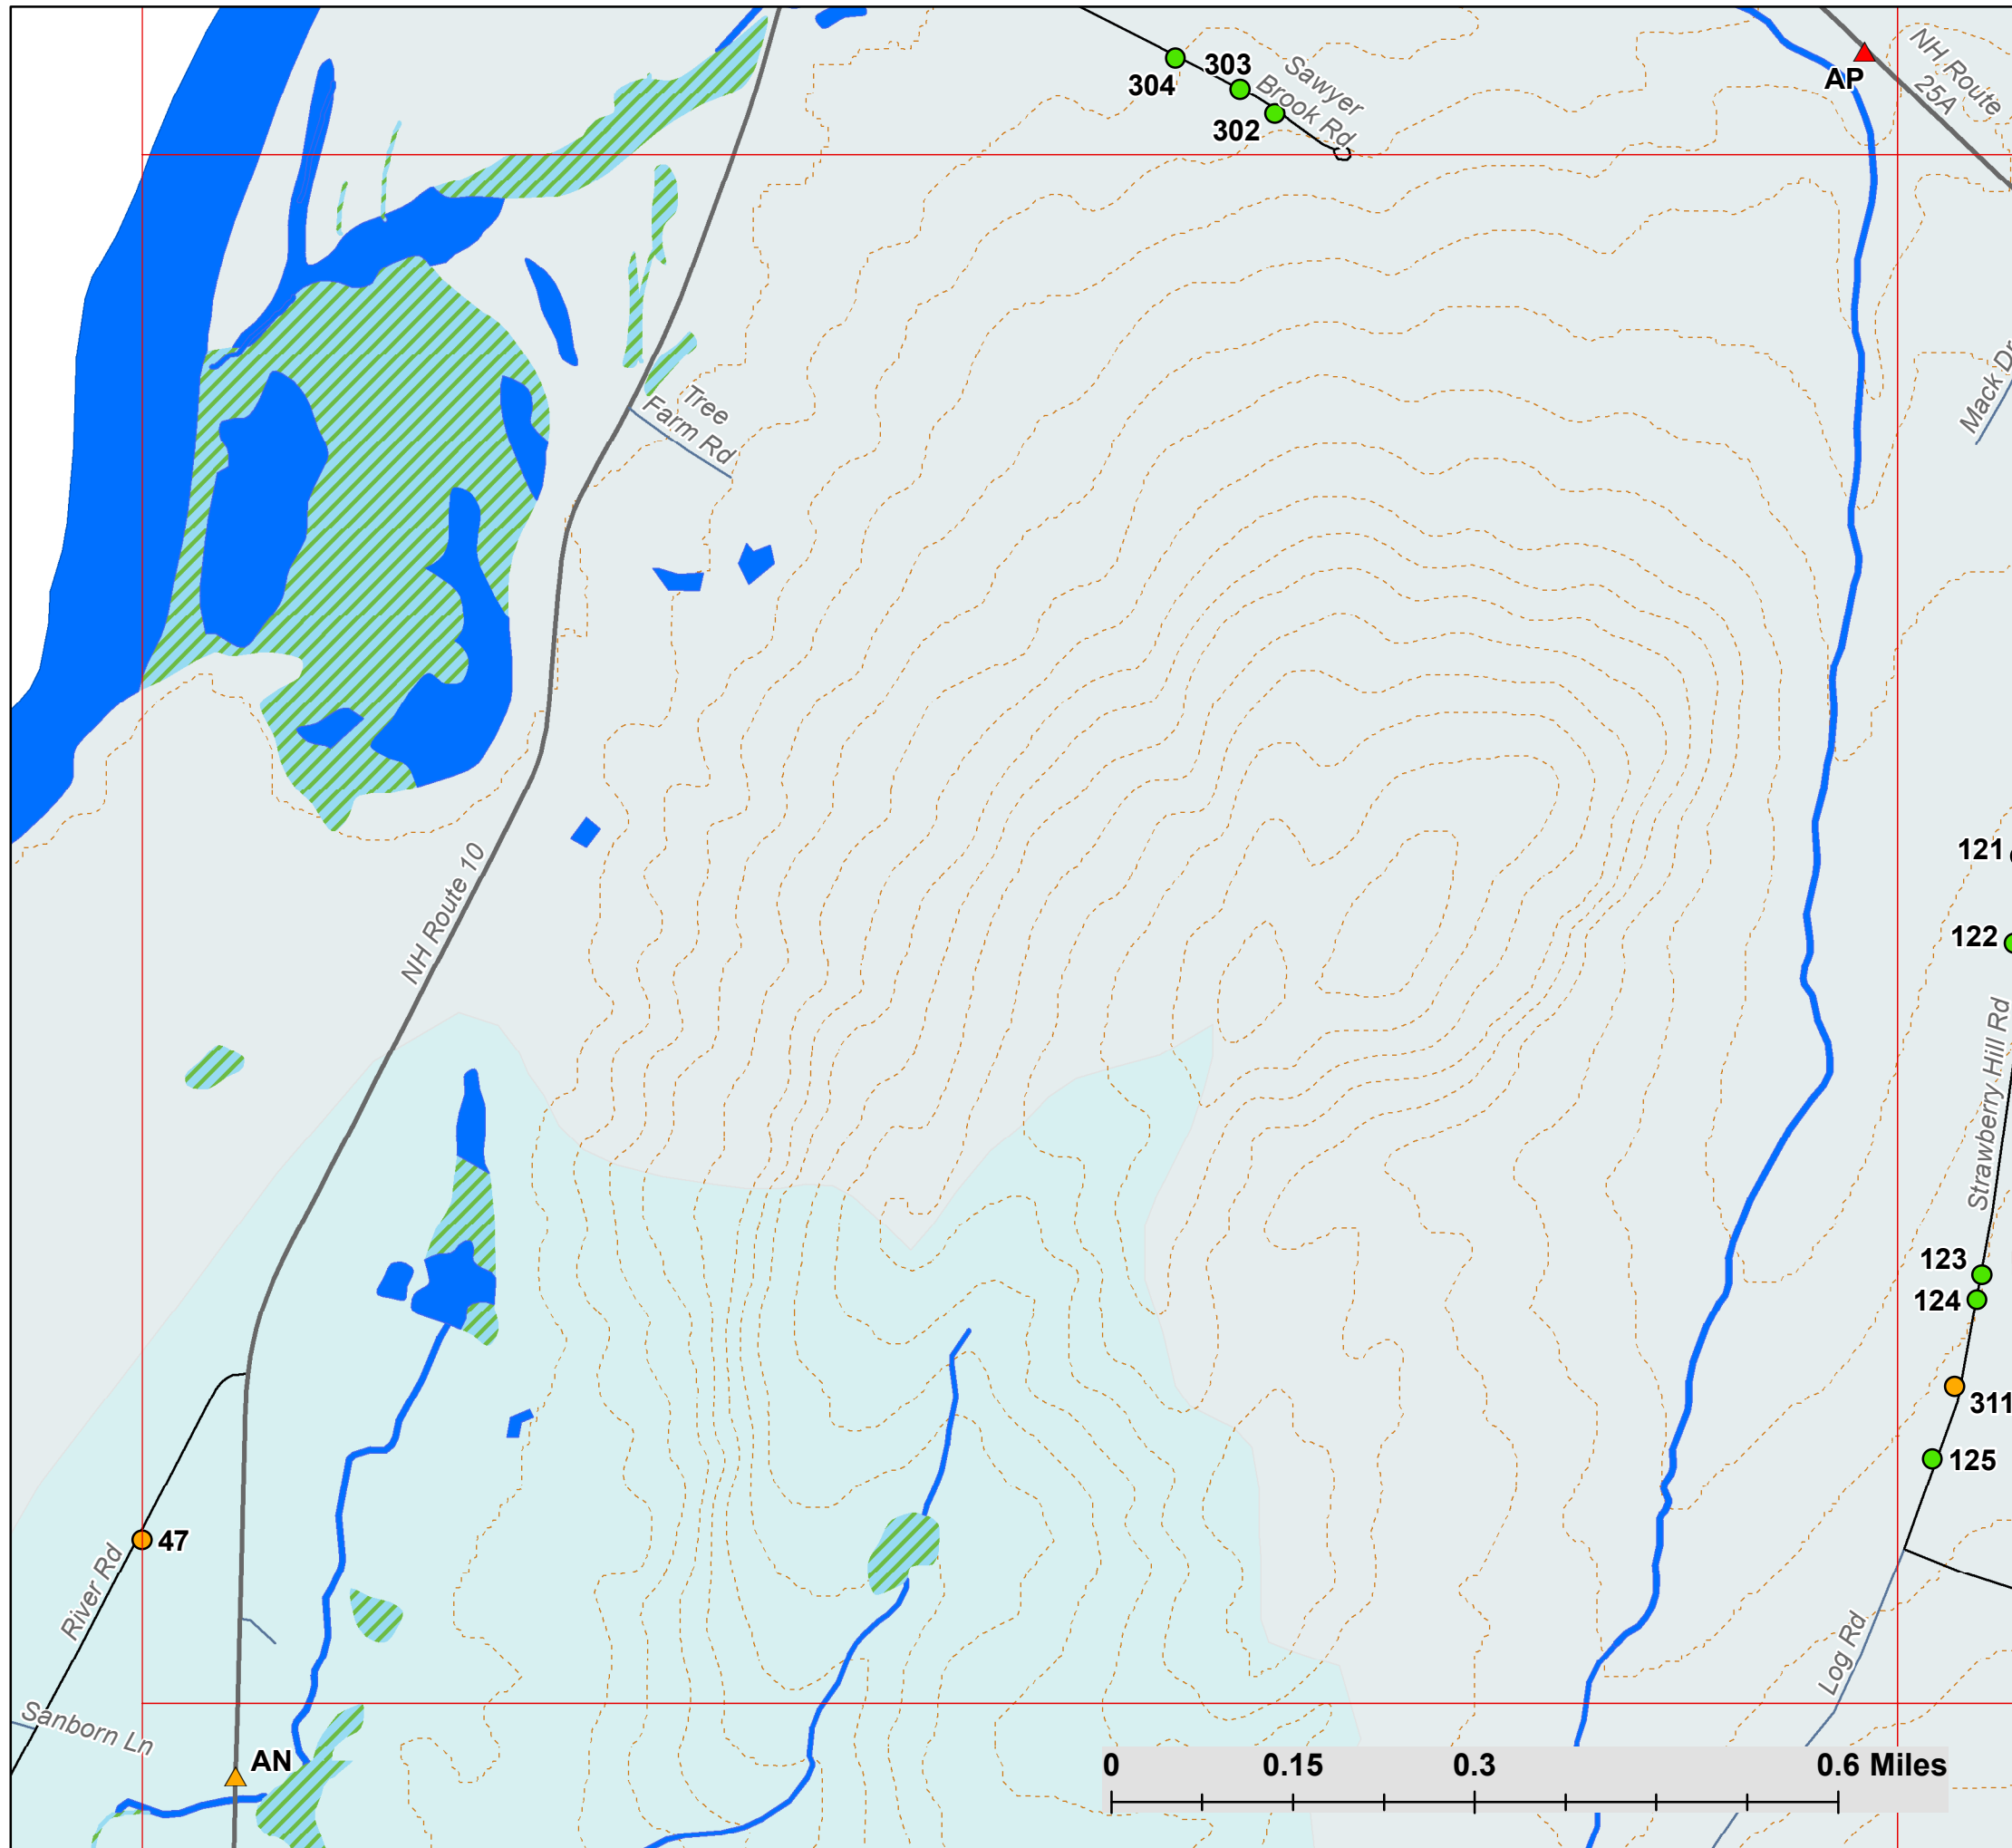 304
303
302
Sawyer
Brook Rd
AP
NH Route
25A
Mack Dr
Tree
Farm Rd
NH Route 10
121
122
Strawberry Hill Rd
123
124
311
125
47
River Rd
Sanborn Ln
AN
Log Rd
0 0.15 0.3 0.6 Miles